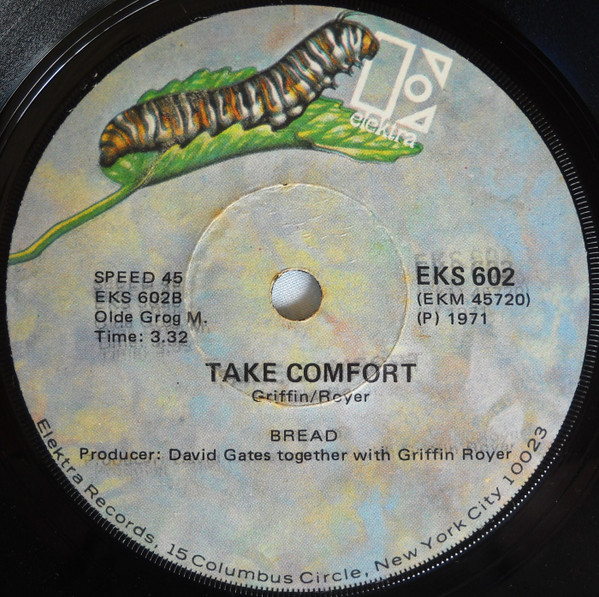 elektra
SPEED 45
EKS 602B
Olde Grog M.
Time: 3.32
EKS 602
(EKM 45720)
(P) 1971
TAKE COMFORT
Griffin/Royer
BREAD
Producer: David Gates together with Griffin Royer
Elektra Records, 15 Columbus Circle, New York City 10023